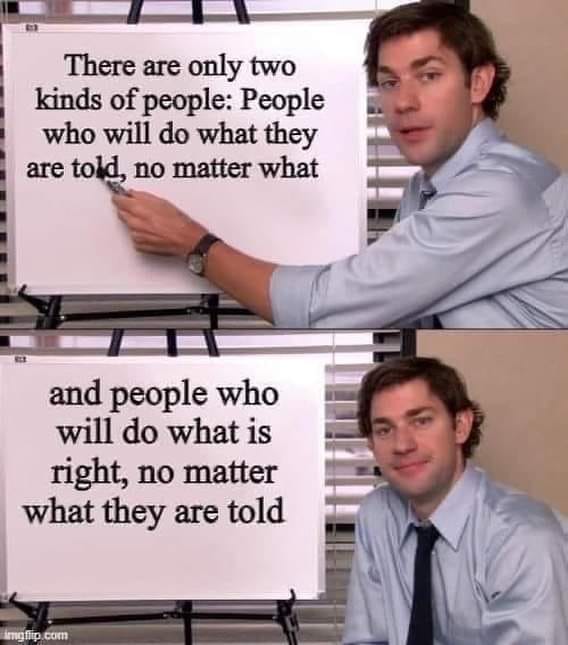 There are only two
kinds of people: People
who will do what they
are told, no matter what
and people who
will do what is
right, no matter
what they are told
imgflip.com